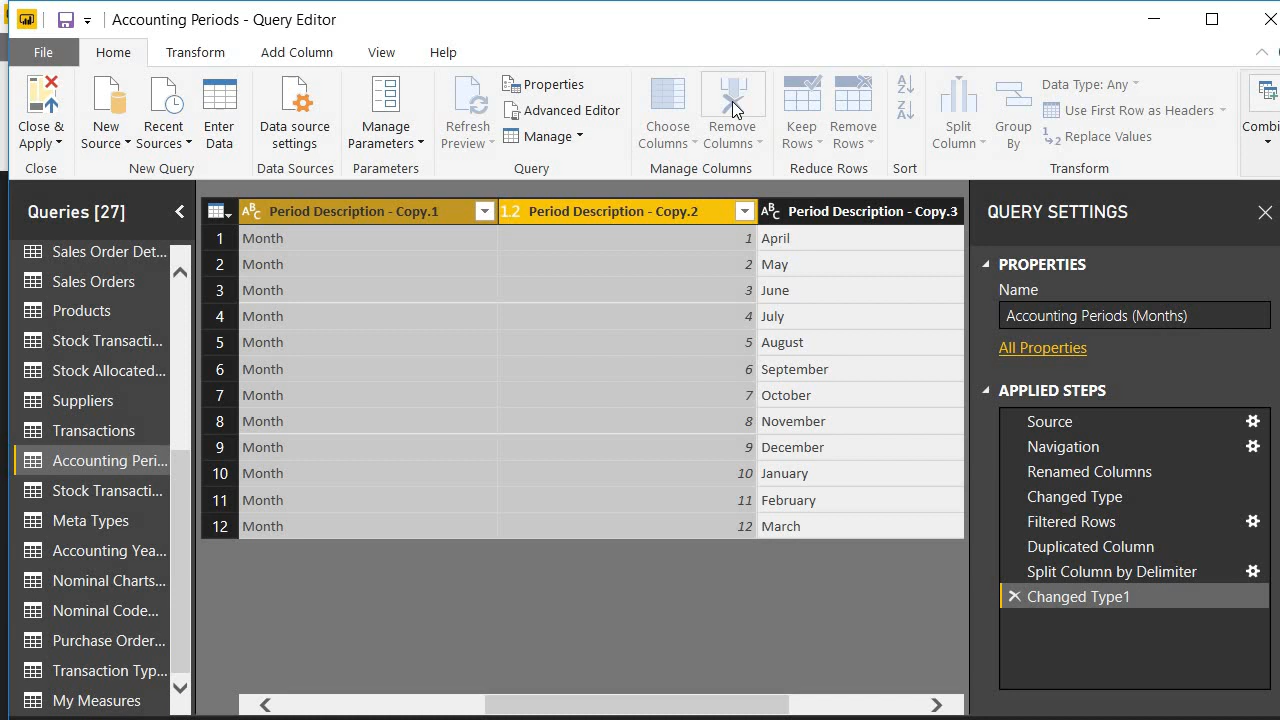 Accounting Periods - Query Editor
File Home Transform Add Column View Help
Close & Apply
New Source
Recent Sources
Enter Data
Data source settings
Manage Parameters
Refresh Preview
Properties
Advanced Editor
Manage
Choose Columns
Remove Columns
Keep Rows
Remove Rows
A Z
Z A
Split Column
Group By
Data Type: Any
Use First Row as Headers
1 2 Replace Values
Combi
Close New Query Data Sources Parameters Query Manage Columns Reduce Rows Sort Transform
Queries [27]
Sales Order Det...
Sales Orders
Products
Stock Transacti...
Stock Allocated...
Suppliers
Transactions
Accounting Peri...
Stock Transacti...
Meta Types
Accounting Yea...
Nominal Charts...
Nominal Code...
Purchase Order...
Transaction Typ...
My Measures
ABC Period Description - Copy.1 1.2 Period Description - Copy.2 ABC Period Description - Copy.3
1 Month 1 April
2 Month 2 May
3 Month 3 June
4 Month 4 July
5 Month 5 August
6 Month 6 September
7 Month 7 October
8 Month 8 November
9 Month 9 December
10 Month 10 January
11 Month 11 February
12 Month 12 March
QUERY SETTINGS
PROPERTIES
Name
Accounting Periods (Months)
All Properties
APPLIED STEPS
Source
Navigation
Renamed Columns
Changed Type
Filtered Rows
Duplicated Column
Split Column by Delimiter
Changed Type1